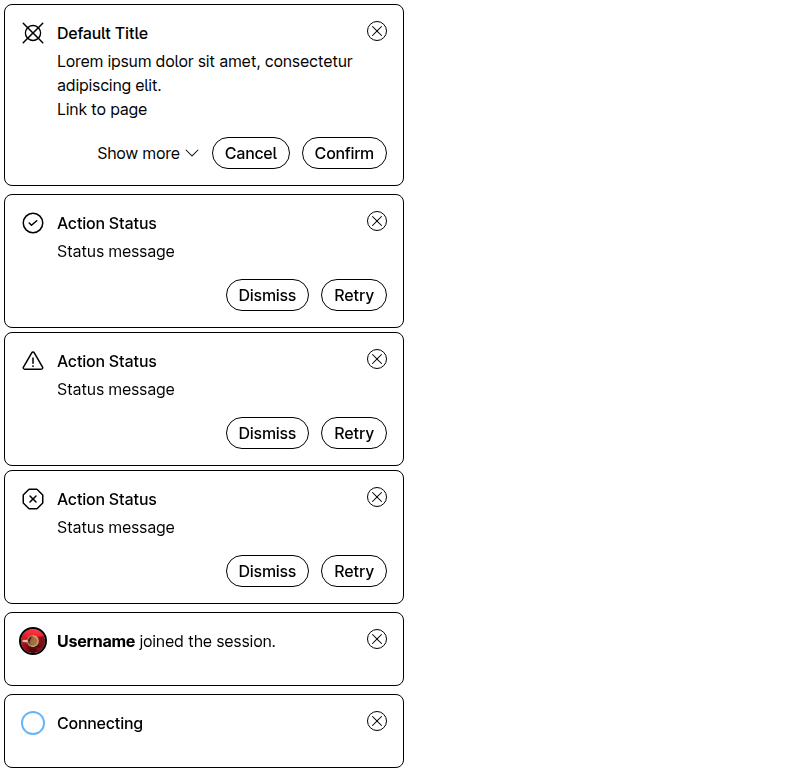 Default Title
Lorem ipsum dolor sit amet, consectetur
adipiscing elit.
Link to page
Show more Cancel Confirm
Action Status
Status message
Dismiss Retry
Action Status
Status message
Dismiss Retry
Action Status
Status message
Dismiss Retry
Username joined the session.
Connecting